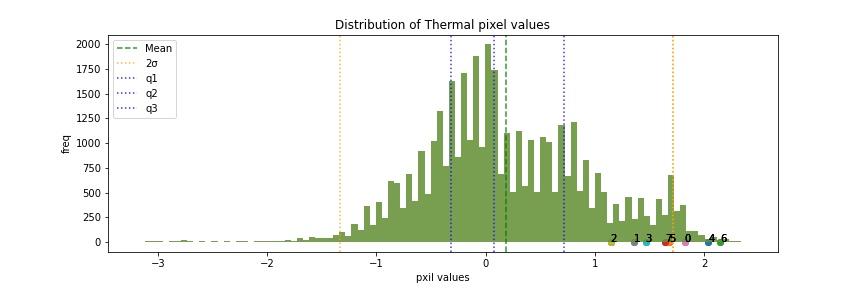 Distribution of Thermal pixel values
Mean
2σ
q1
q2
q3
2000
1750
1500
1250
1000
750
500
250
0
freq
2 1 3 7 5 0 4 6
−3 −2 −1 0 1 2
pxil values